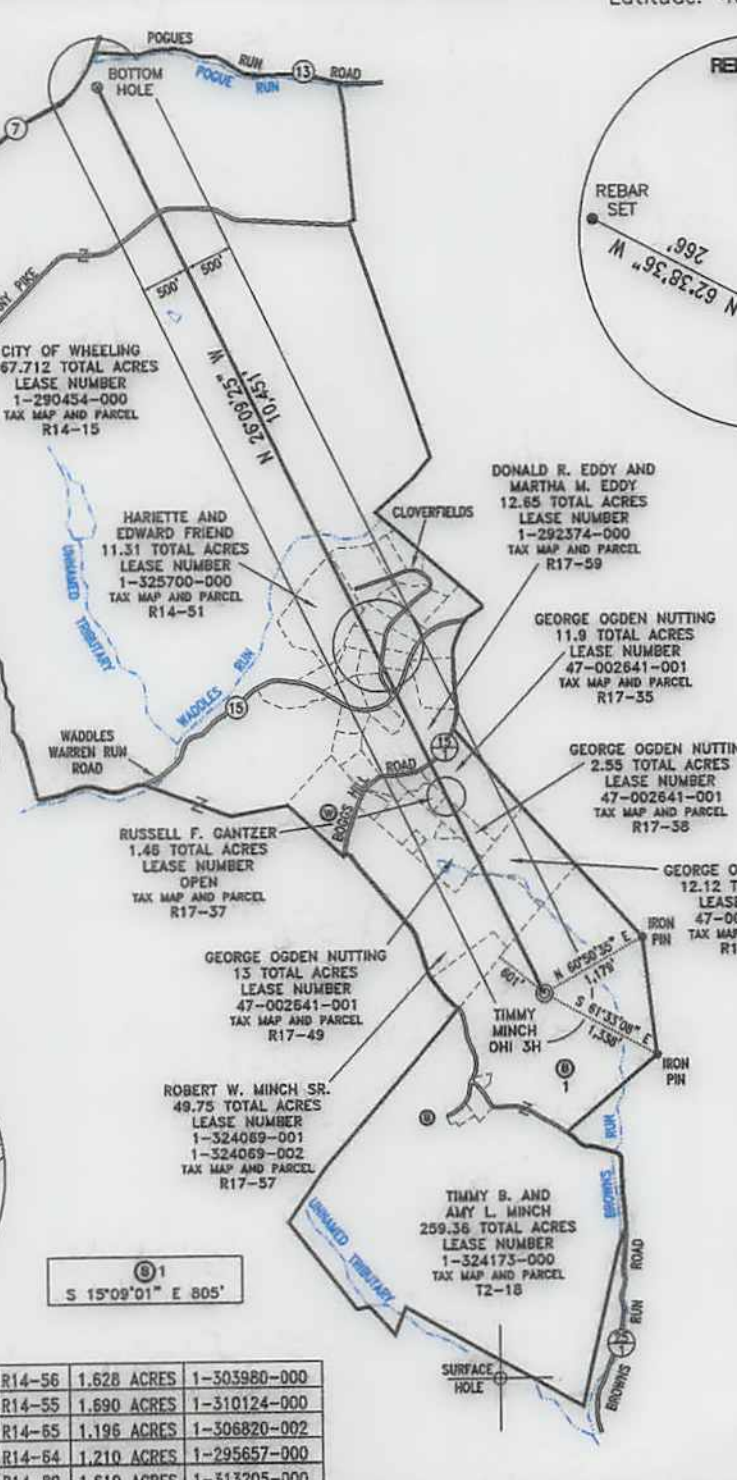 POGUES
RUN
13
ROAD
POGUE RUN
BOTTOM
HOLE
7
REBAR
SET
N 62°38'36" W
266'
500' 500'
PIKE
CITY OF WHEELING
67.712 TOTAL ACRES
LEASE NUMBER
1-290454-000
TAX MAP AND PARCEL
R14-15
N 26°09'25" W
10,451'
DONALD R. EDDY AND
MARTHA M. EDDY
12.65 TOTAL ACRES
LEASE NUMBER
1-292374-000
TAX MAP AND PARCEL
R17-59
CLOVERFIELDS
HARIETTE AND
EDWARD FRIEND
11.31 TOTAL ACRES
LEASE NUMBER
1-325700-000
TAX MAP AND PARCEL
R14-51
UNNAMED
TRIBUTARY
WADDLES RUN
15
GEORGE OGDEN NUTTING
11.9 TOTAL ACRES
LEASE NUMBER
47-002641-001
TAX MAP AND PARCEL
R17-35
WADDLES
WARREN RUN
ROAD
15
1
BOGGS HILL ROAD
GEORGE OGDEN NUTTIN
2.55 TOTAL ACRES
LEASE NUMBER
47-002641-001
TAX MAP AND PARCEL
R17-38
RUSSELL F. GANTZER
1.46 TOTAL ACRES
LEASE NUMBER
OPEN
TAX MAP AND PARCEL
R17-37
GEORGE O
12.12 T
LEAS
TAX MA
IRON
PIN
N 60°50'35" E
1,179'
GEORGE OGDEN NUTTING
13 TOTAL ACRES
LEASE NUMBER
47-002641-001
TAX MAP AND PARCEL
R17-49
601'
TIMMY
MINCH
OHI 3H
S 61°33'08" E
1,338'
IRON
PIN
1
ROBERT W. MINCH SR.
49.75 TOTAL ACRES
LEASE NUMBER
1-324069-001
1-324069-002
TAX MAP AND PARCEL
R17-57
BROWNS RUN
TIMMY B. AND
AMY L. MINCH
259.36 TOTAL ACRES
LEASE NUMBER
1-324173-000
TAX MAP AND PARCEL
T2-18
UNNAMED TRIBUTARY
1
S 15°09'01" E 805'
BROWNS RUN ROAD
SURFACE
HOLE
R14-56 1.628 ACRES 1-303980-000
R14-55 1.690 ACRES 1-310124-000
R14-65 1.196 ACRES 1-306820-002
R14-64 1.210 ACRES 1-295657-000